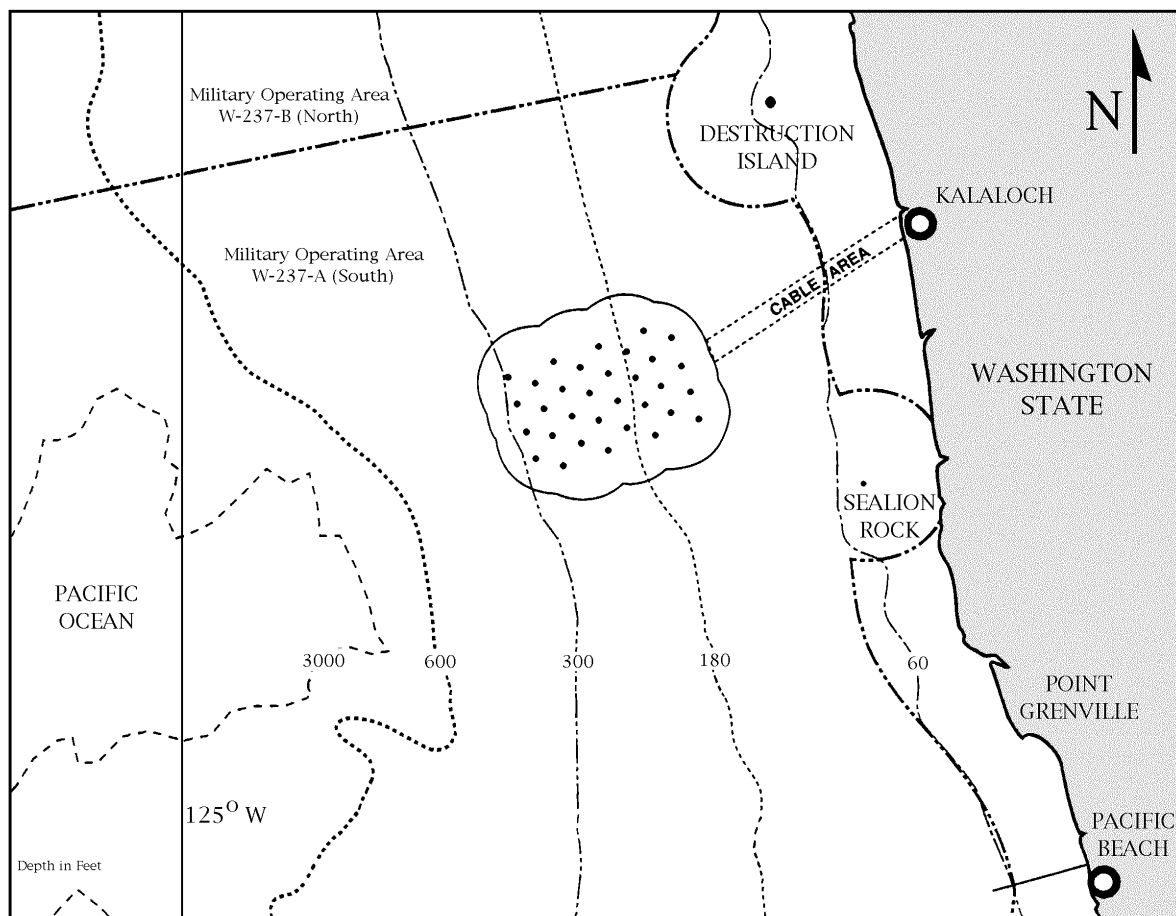 Military Operating Area
W-237-B (North)
N
DESTRUCTION
ISLAND
KALALOCH
Military Operating Area
W-237-A (South)
CABLE AREA
WASHINGTON
STATE
SEALION
ROCK
PACIFIC
OCEAN
3000
600
300
180
60
POINT
GRENVILLE
125° W
PACIFIC
BEACH
Depth in Feet